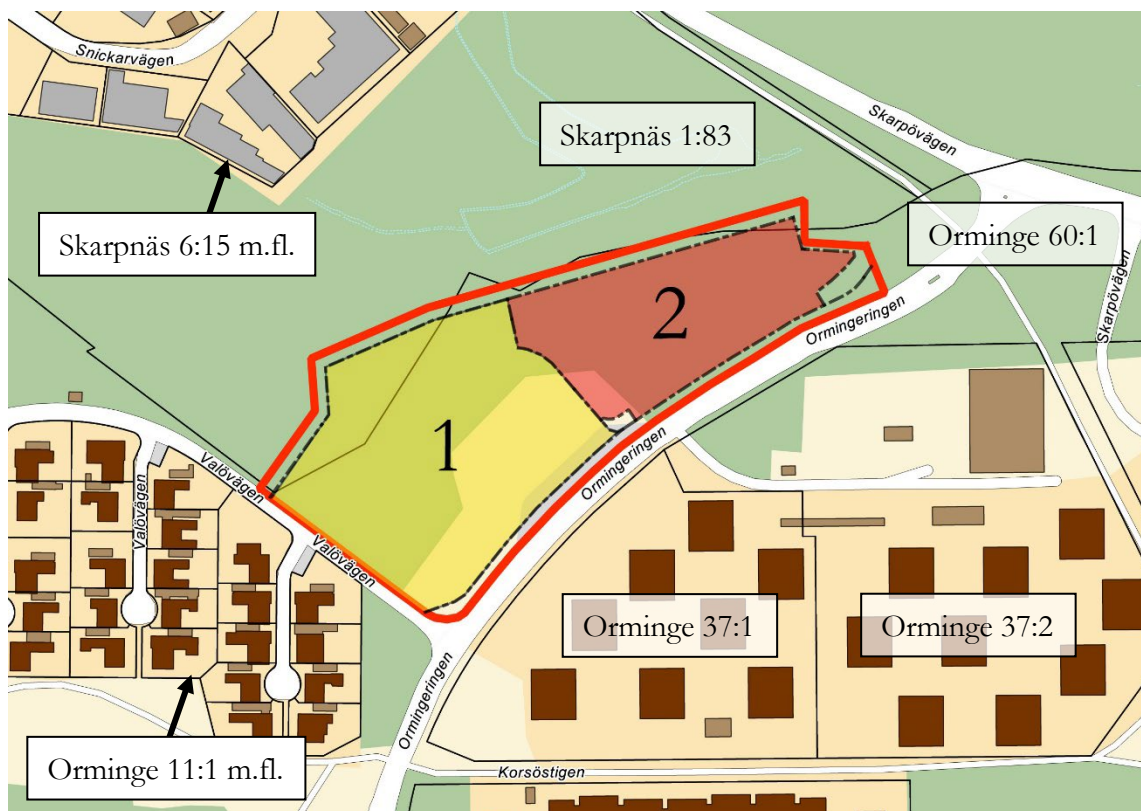 Snickarvägen
Skarpövägen
Skarpnäs 1:83
Skarpnäs 6:15 m.fl.
Orminge 60:1
Skarpövägen
2
Ormingeringen
1
Valövägen
Valövägen
Ormingeringen
Valövägen
Orminge 37:1
Orminge 37:2
Ormingeringen
Orminge 11:1 m.fl.
Korsöstigen